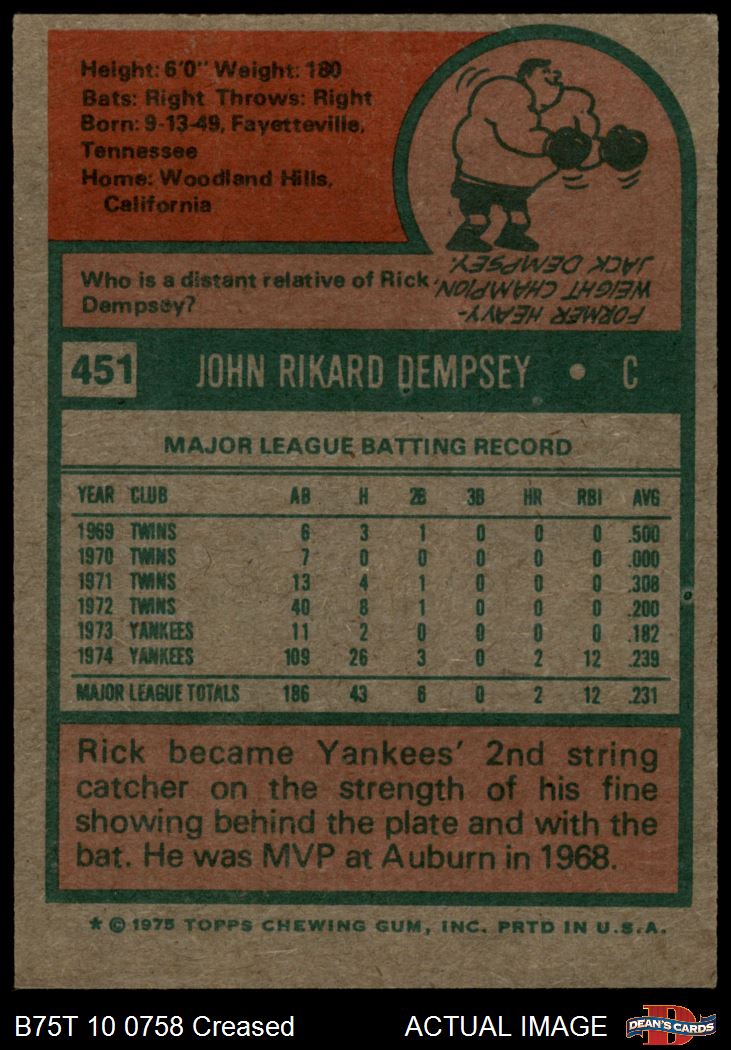 Height: 6'0" Weight: 180
Bats: Right Throws: Right
Born: 9-13-49, Fayetteville,
Tennessee
Home: Woodland Hills,
California
Who is a distant relative of Rick
Dempsey?
FORMER HEAVY-
WEIGHT CHAMPION,
JACK DEMPSEY.
451 JOHN RIKARD DEMPSEY • C
MAJOR LEAGUE BATTING RECORD
YEAR CLUB AB H 2B 3B HR RBI AVG
1969 TWINS 6 3 1 0 0 0 .500
1970 TWINS 7 0 0 0 0 0 .000
1971 TWINS 13 4 1 0 0 0 .308
1972 TWINS 40 8 1 0 0 0 .200
1973 YANKEES 11 2 0 0 0 0 .182
1974 YANKEES 109 26 3 0 2 12 .239
MAJOR LEAGUE TOTALS 186 43 6 0 2 12 .231
Rick became Yankees' 2nd string
catcher on the strength of his fine
showing behind the plate and with the
bat. He was MVP at Auburn in 1968.
* © 1975 TOPPS CHEWING GUM, INC. PRTD IN U.S.A.
B75T 10 0758 Creased ACTUAL IMAGE
D
DEAN'S CARDS